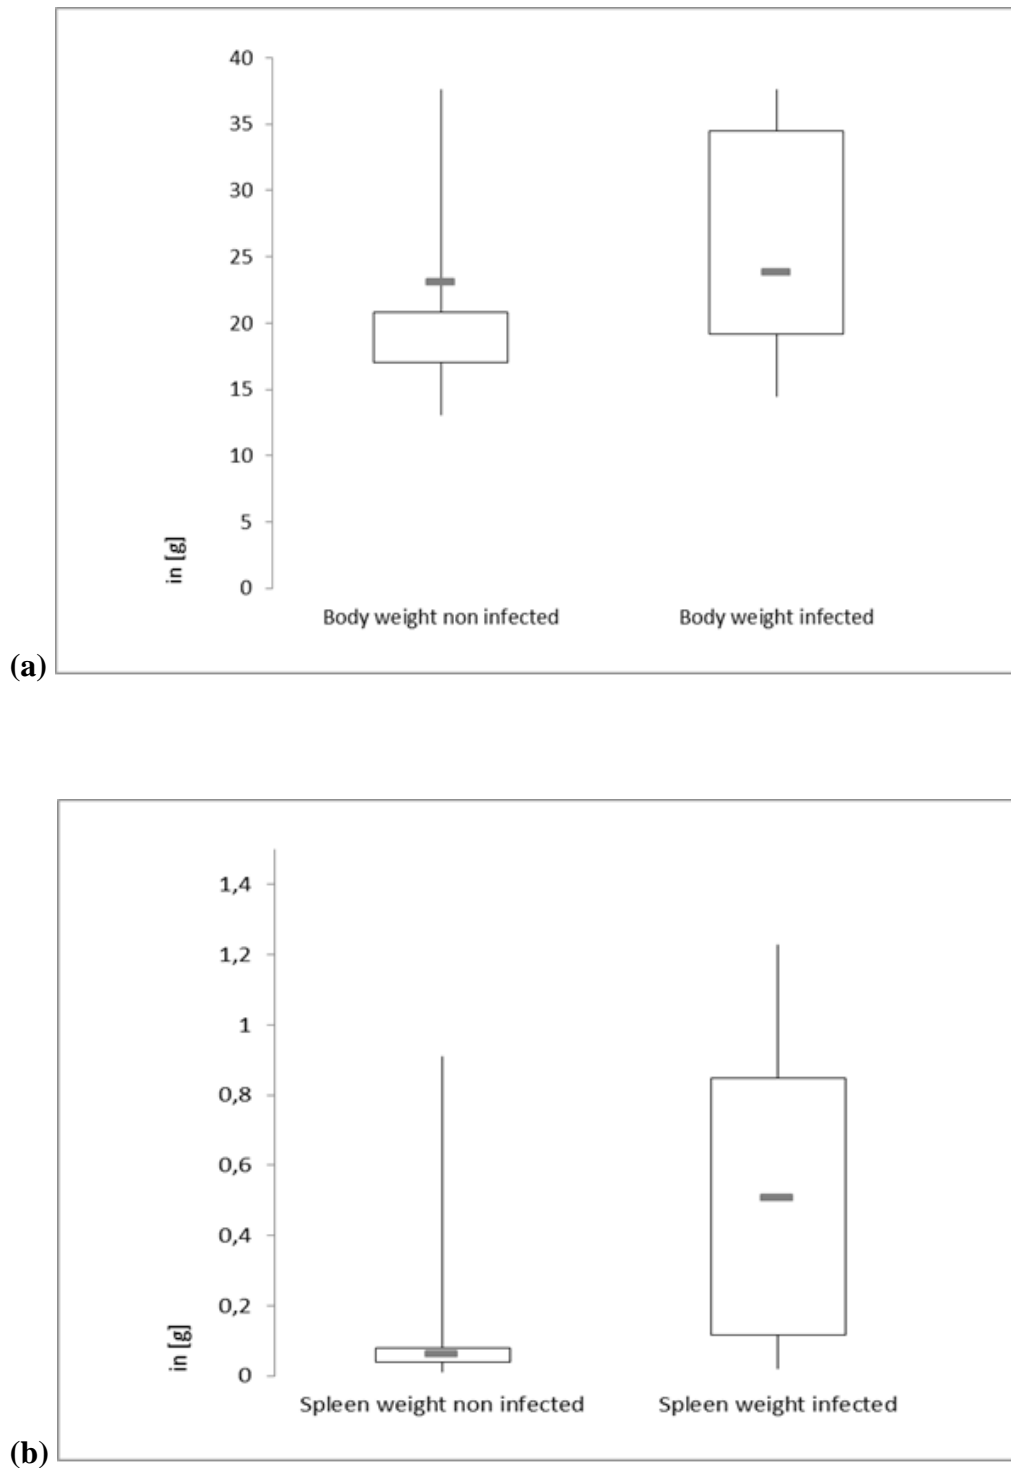 40
35
30
25
20
15
10
5
0
in [g]
Body weight non infected Body weight infected
(a)
1,4
1,2
1
0,8
0,6
0,4
0,2
0
in [g]
Spleen weight non infected Spleen weight infected
(b)